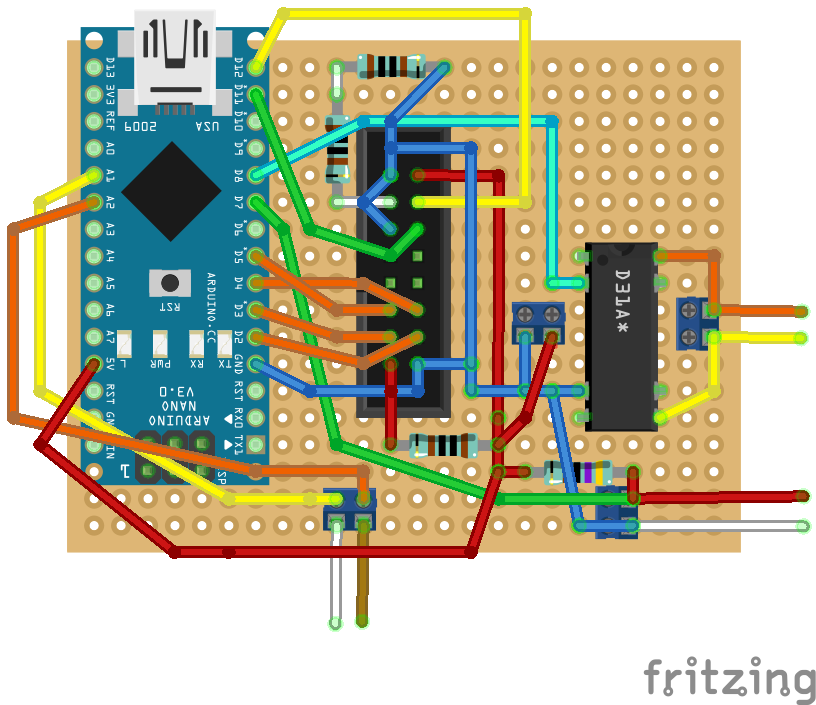 D13
3V3
REF
A0
A1
A2
A3
A4
A5
A6
A7
5V
RST
GND
VIN
D12
D11
D10
D9
D8
D7
D6
D5
D4
D3
D2
GND
RST
RX0
TX1
USA
2009
RST
ARDUINO.CC
TX
RX
PWR
L
ARDUINO
NANO
V3.0
1
D31A*
fritzing